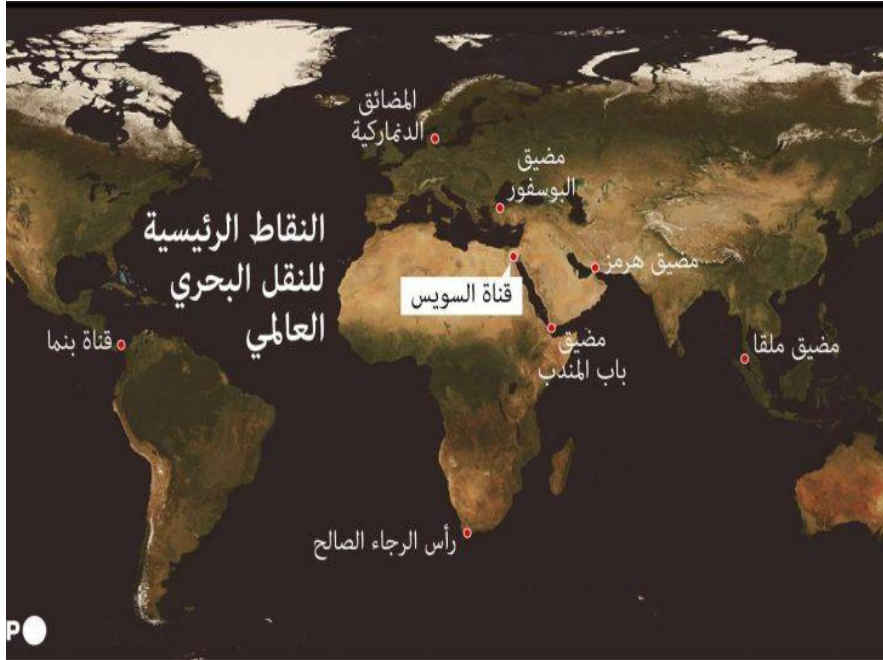 المضائق
الدنماركية
مضيق
البوسفور
النقاط الرئيسية
للنقل البحري
العالمي
مضيق هرمز
قناة السويس
قناة بنما
مضيق
باب المندب
مضيق ملقا
رأس الرجاء الصالح
P